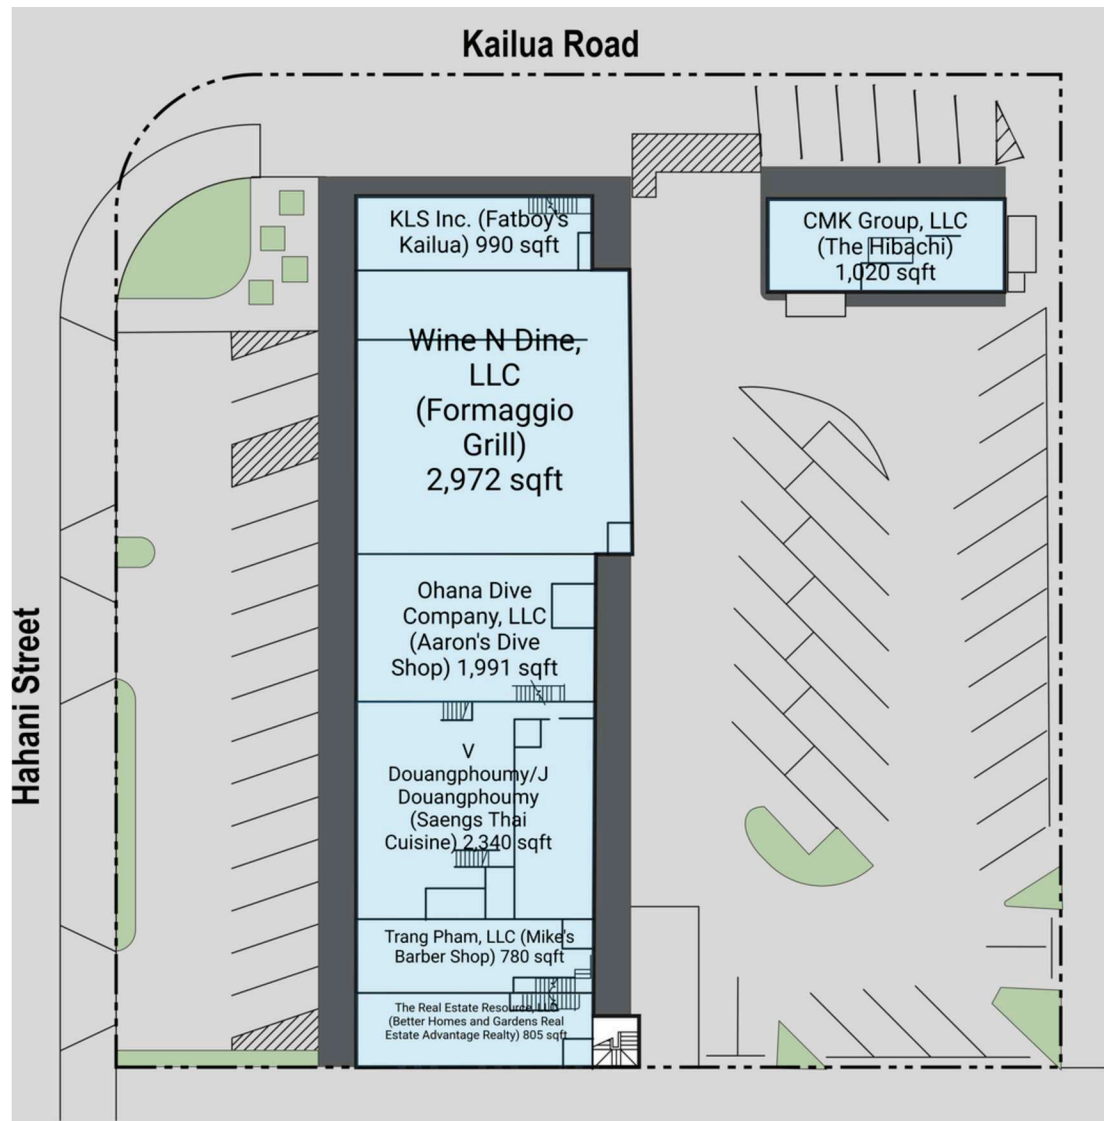 Kailua Road
KLS Inc. (Fatboy's
Kailua) 990 sqft
CMK Group, LLC
(The Hibachi)
1,020 sqft
Wine N Dine,
LLC
(Formaggio
Grill)
2,972 sqft
Ohana Dive
Company, LLC
(Aaron's Dive
Shop) 1,991 sqft
Hahani Street
V
Douangphoumy/J
Douangphoumy
(Saengs Thai
Cuisine) 2,340 sqft
Trang Pham, LLC (Mike's
Barber Shop) 780 sqft
The Real Estate Resource, LLC
(Better Homes and Gardens Real
Estate Advantage Realty) 805 sqft